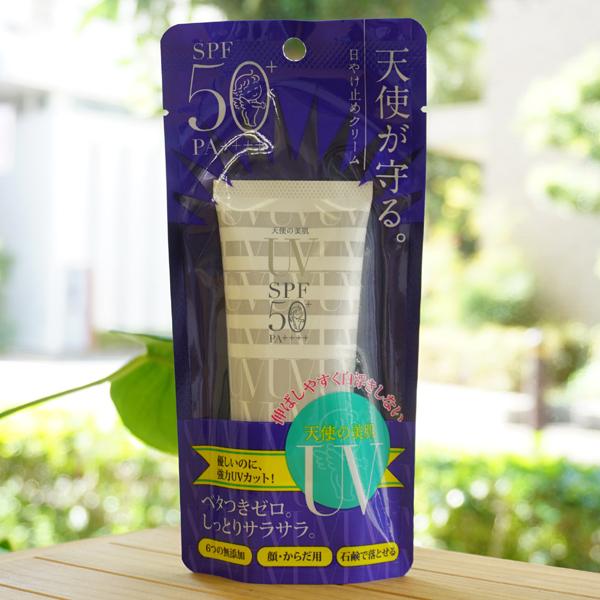 SPF
50+
PA++++
天使が守る。
日やけ止めクリーム
天使の美肌
UV
SPF
50+
PA++++
伸ばしやすく白浮きしない
天使の美肌
UV
優しいのに、
強力UVカット!
ベタつきゼロ。
しっとりサラサラ。
6つの無添加
顔・からだ用
石鹸で落とせる